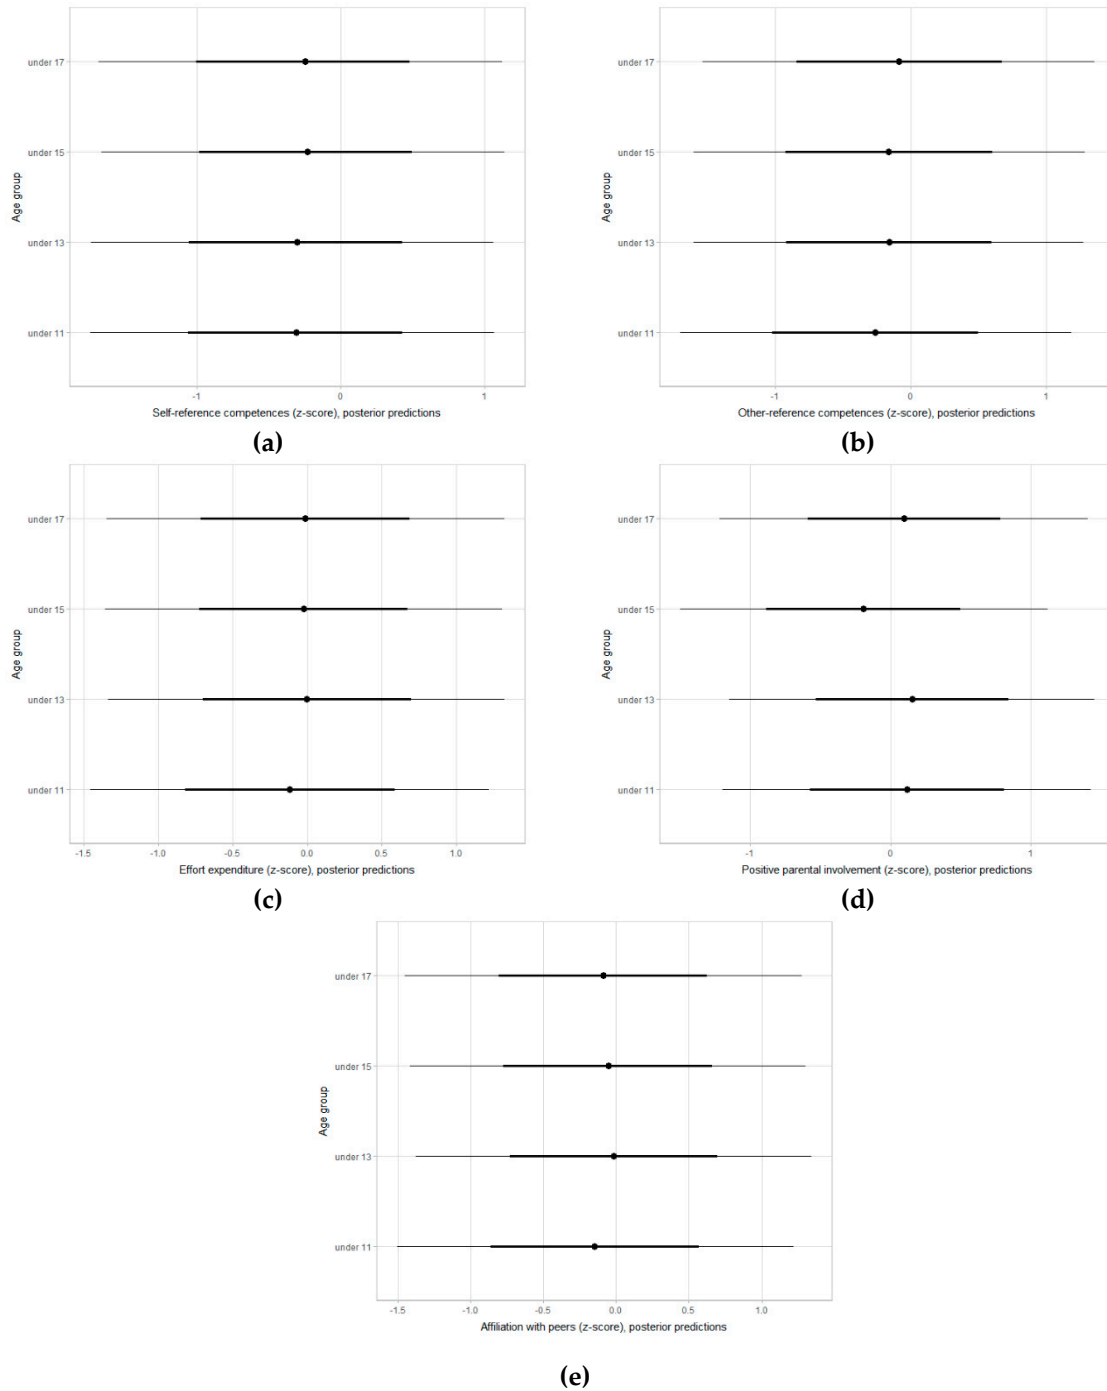 under 17
under 15
Age group
under 13
under 11
-1
0
1
Self-reference competences (z-score), posterior predictions
(a)
under 17
under 15
Age group
under 13
under 11
-1
0
1
Other-reference competences (z-score), posterior predictions
(b)
under 17
under 15
Age group
under 13
under 11
-1.5
-1.0
-0.5
0.0
0.5
1.0
Effort expenditure (z-score), posterior predictions
(c)
under 17
under 15
Age group
under 13
under 11
-1
0
1
Positive parental involvement (z-score), posterior predictions
(d)
under 17
under 15
Age group
under 13
under 11
-1.5
-1.0
-0.5
0.0
0.5
1.0
Affiliation with peers (z-score), posterior predictions
(e)